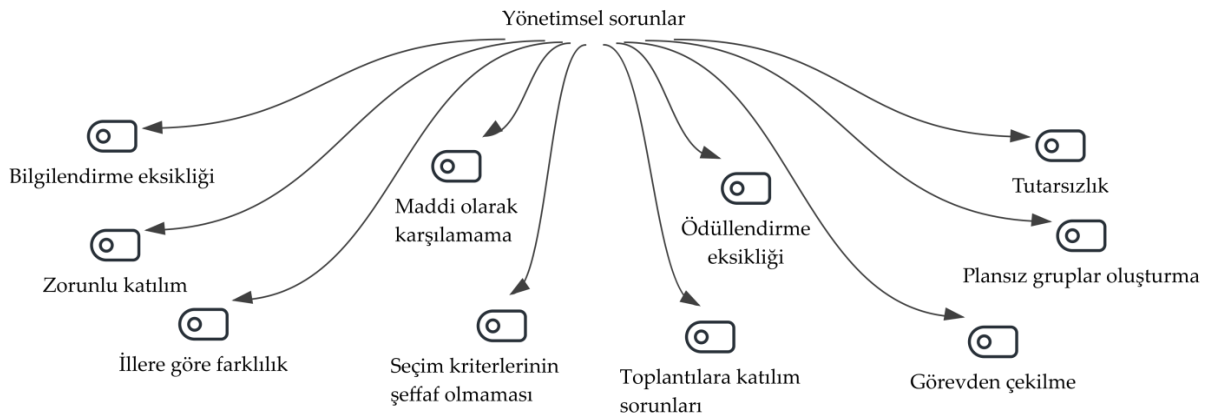 Yönetimsel sorunlar
Bilgilendirme eksikliği
Zorunlu katılım
İllere göre farklılık
Maddi olarak
karşılamama
Seçim kriterlerinin
şeffaf olmaması
Toplantılara katılım
sorunları
Ödüllendirme
eksikliği
Görevden çekilme
Plansız gruplar oluşturma
Tutarsızlık